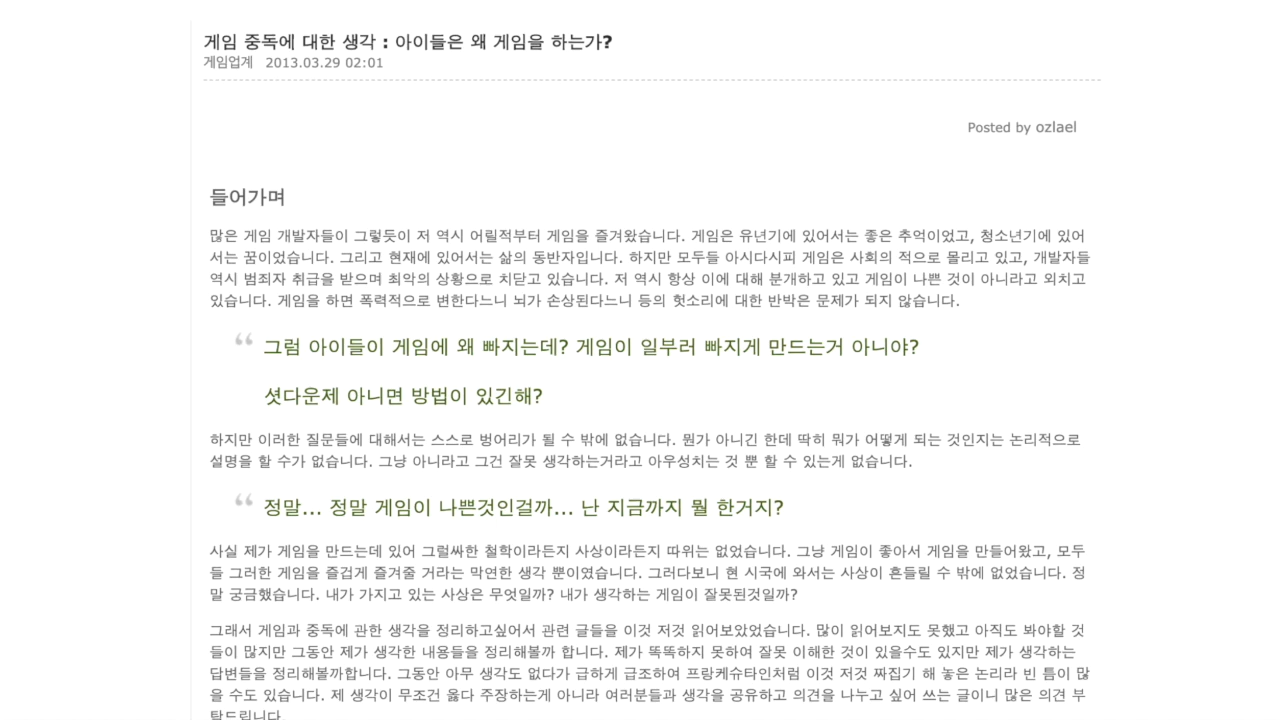 게임 중독에 대한 생각 : 아이들은 왜 게임을 하는가?
게임업계 2013.03.29 02:01
Posted by ozlael
들어가며
많은 게임 개발자들이 그렇듯이 저 역시 어릴적부터 게임을 즐겨왔습니다. 게임은 유년기에 있어서는 좋은 추억이었고, 청소년기에 있어
서는 꿈이었습니다. 그리고 현재에 있어서는 삶의 동반자입니다. 하지만 모두들 아시다시피 게임은 사회의 적으로 몰리고 있고, 개발자들
역시 범죄자 취급을 받으며 최악의 상황으로 치닫고 있습니다. 저 역시 항상 이에 대해 분개하고 있고 게임이 나쁜 것이 아니라고 외치고
있습니다. 게임을 하면 폭력적으로 변한다느니 뇌가 손상된다느니 등의 헛소리에 대한 반박은 문제가 되지 않습니다.
“ 그럼 아이들이 게임에 왜 빠지는데? 게임이 일부러 빠지게 만드는거 아니야?
셧다운제 아니면 방법이 있긴해?
하지만 이러한 질문들에 대해서는 스스로 벙어리가 될 수 밖에 없습니다. 뭔가 아니긴 한데 딱히 뭐가 어떻게 되는 것인지는 논리적으로
설명을 할 수가 없습니다. 그냥 아니라고 그건 잘못 생각하는거라고 아우성치는 것 뿐 할 수 있는게 없습니다.
“ 정말... 정말 게임이 나쁜것인걸까... 난 지금까지 뭘 한거지?
사실 제가 게임을 만드는데 있어 그럴싸한 철학이라든지 사상이라든지 따위는 없었습니다. 그냥 게임이 좋아서 게임을 만들어왔고, 모두
들 그러한 게임을 즐겁게 즐겨줄 거라는 막연한 생각 뿐이였습니다. 그러다보니 현 시국에 와서는 사상이 흔들릴 수 밖에 없었습니다. 정
말 궁금했습니다. 내가 가지고 있는 사상은 무엇일까? 내가 생각하는 게임이 잘못된것일까?
그래서 게임과 중독에 관한 생각을 정리하고싶어서 관련 글들을 이것 저것 읽어보았었습니다. 많이 읽어보지도 못했고 아직도 봐야할 것
들이 많지만 그동안 제가 생각한 내용들을 정리해볼까 합니다. 제가 똑똑하지 못하여 잘못 이해한 것이 있을수도 있지만 제가 생각하는
답변들을 정리해볼까합니다. 그동안 아무 생각도 없다가 급하게 급조하여 프랑케슈타인처럼 이것 저것 짜집기 해 놓은 논리라 빈 틈이 많
을 수도 있습니다. 제 생각이 무조건 옳다 주장하는게 아니라 여러분들과 생각을 공유하고 의견을 나누고 싶어 쓰는 글이니 많은 의견 부
탁드립니다.